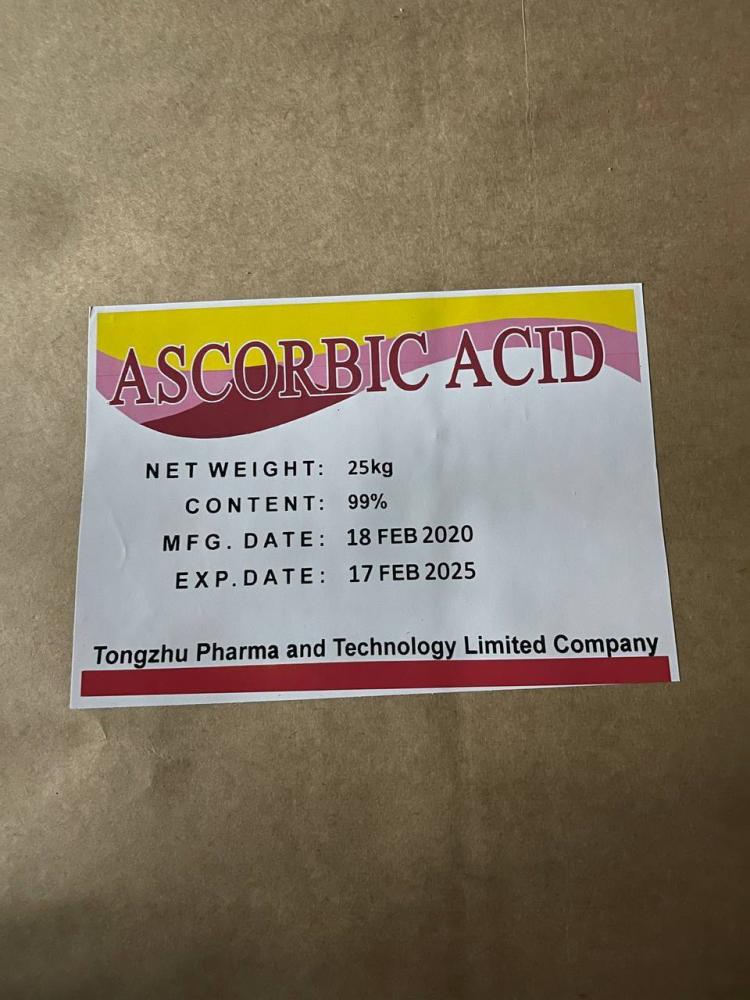 ASCORBIC ACID
NET WEIGHT: 25kg
CONTENT: 99%
MFG. DATE: 18 FEB 2020
EXP.DATE: 17 FEB 2025
Tongzhu Pharma and Technology Limited Company